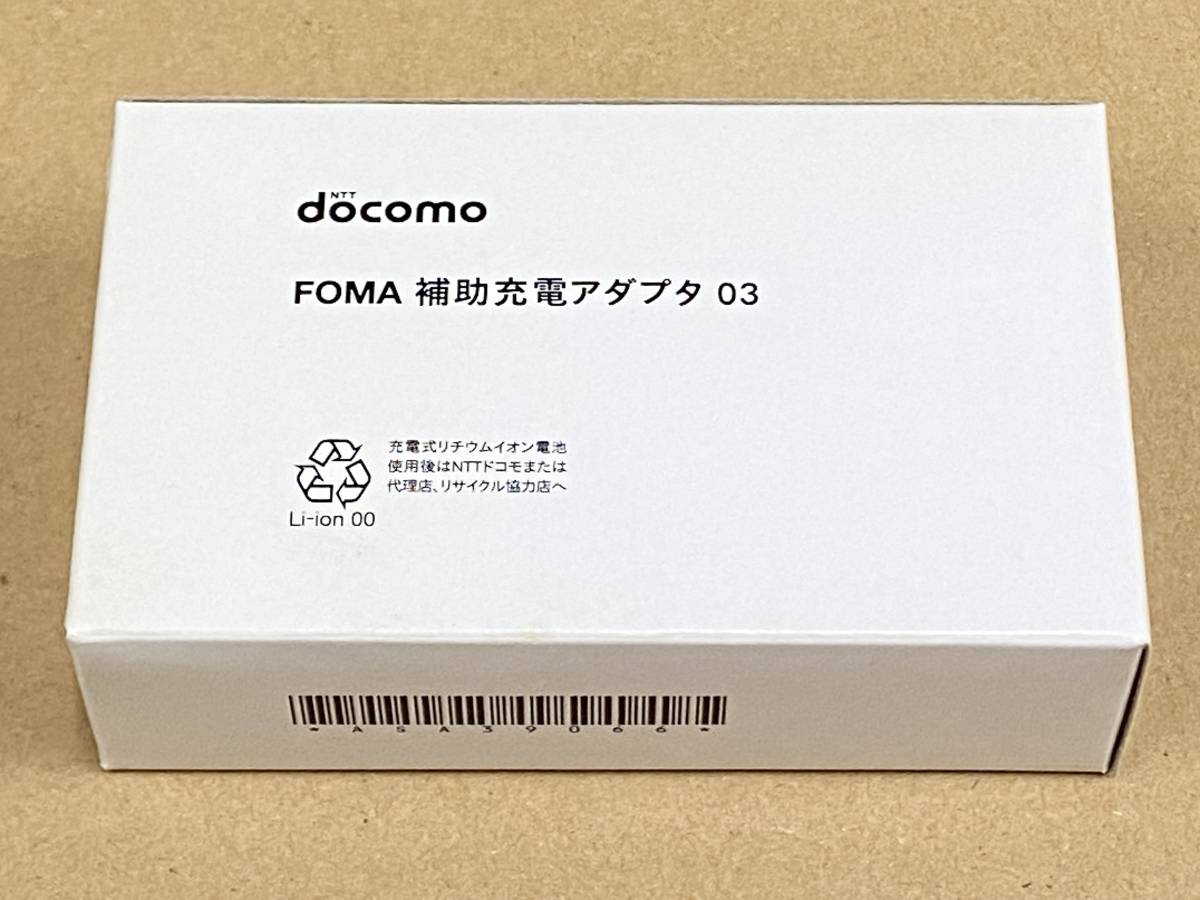 NTT
docomo
FOMA 補助充電アダプタ 03
充電式リチウムイオン電池
使用後はNTTドコモまたは
代理店、リサイクル協力店へ
Li-ion 00
*ASA39066*